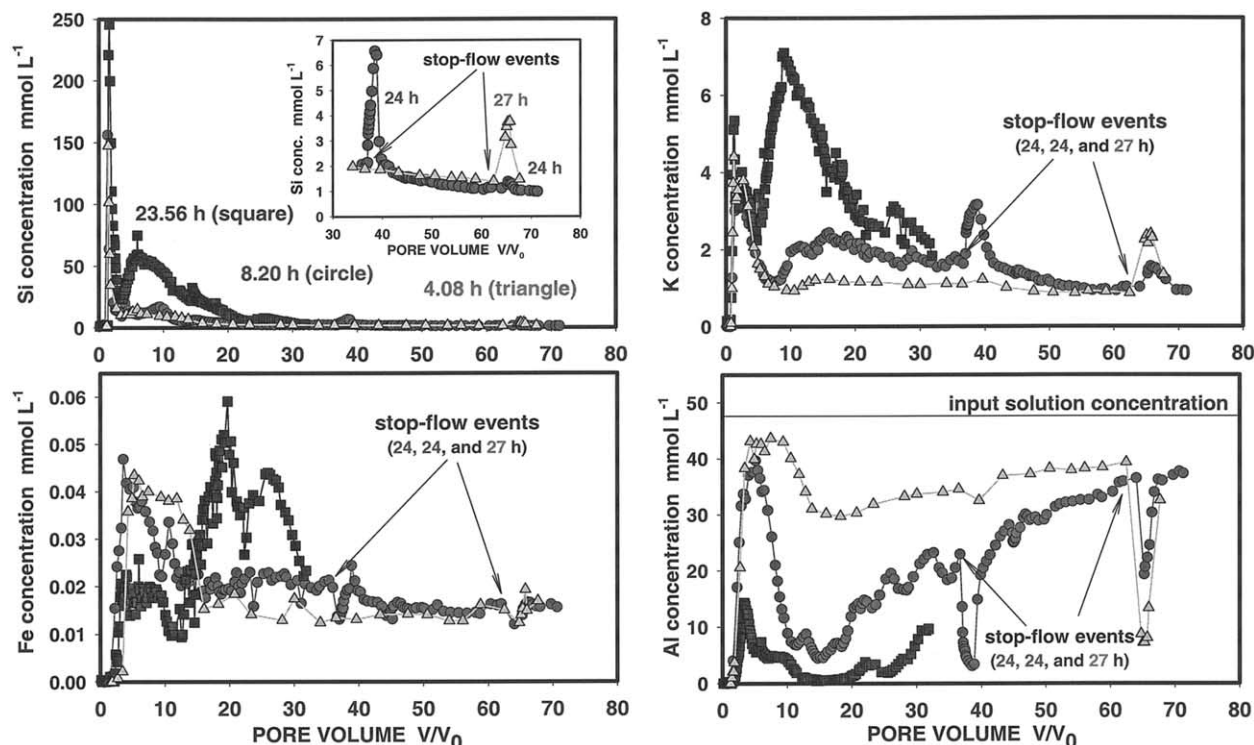 Si concentration mmol L⁻¹
250
200
150
100
50
0
0 10 20 30 40 50 60 70 80
23.56 h (square)
8.20 h (circle)
4.08 h (triangle)
Si conc. mmol L⁻¹
7
6
5
4
3
2
1
0
30 40 50 60 70 80
PORE VOLUME V/V₀
stop-flow events
24 h
27 h
24 h
K concentration mmol L⁻¹
8
6
4
2
0
0 10 20 30 40 50 60 70 80
stop-flow events
(24, 24, and 27 h)
Fe concentration mmol L⁻¹
0.06
0.05
0.04
0.03
0.02
0.01
0.00
0 10 20 30 40 50 60 70 80
PORE VOLUME V/V₀
stop-flow events
(24, 24, and 27 h)
Al concentration mmol L⁻¹
50
40
30
20
10
0
0 10 20 30 40 50 60 70 80
PORE VOLUME V/V₀
input solution concentration
stop-flow events
(24, 24, and 27 h)